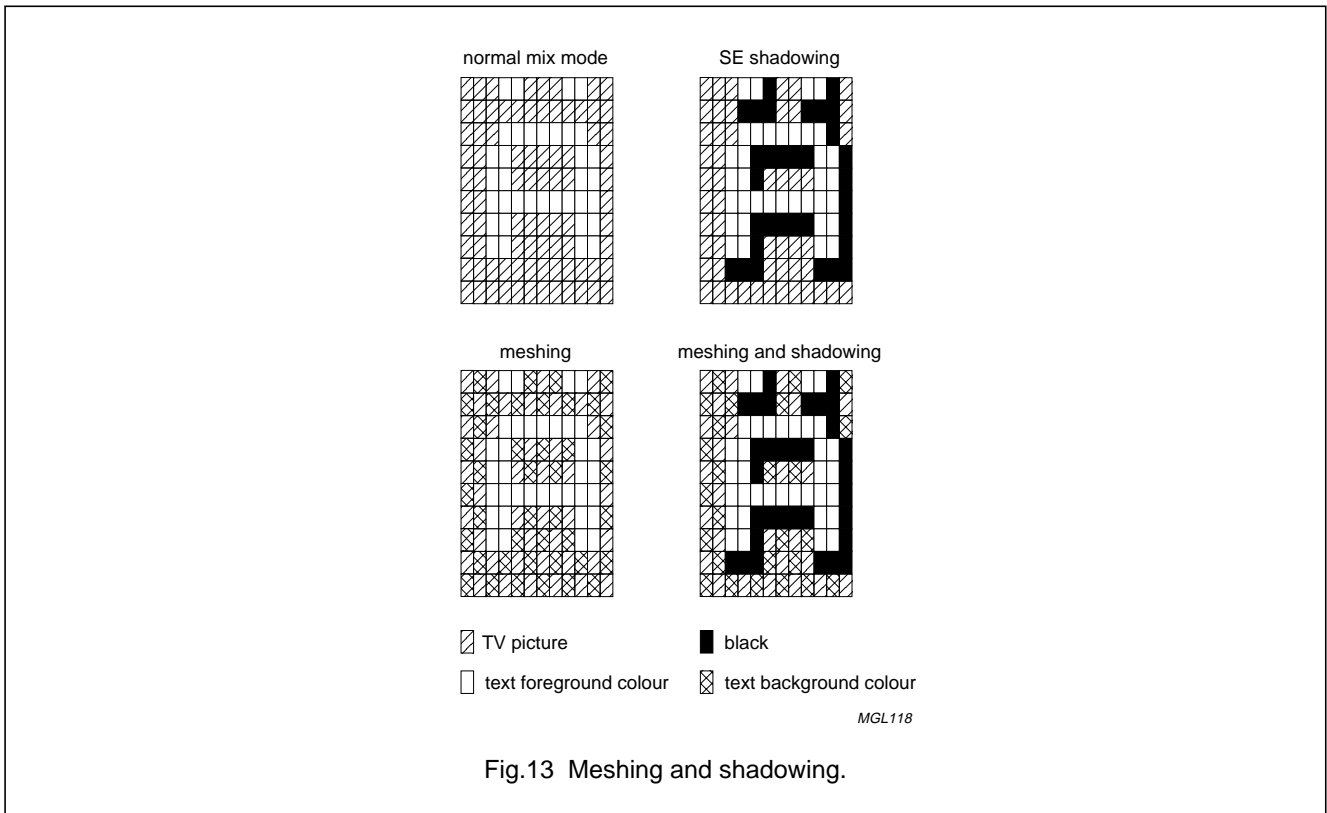 normal mix mode
SE shadowing
meshing
meshing and shadowing
TV picture
black
text foreground colour
text background colour
MGL118
Fig.13 Meshing and shadowing.